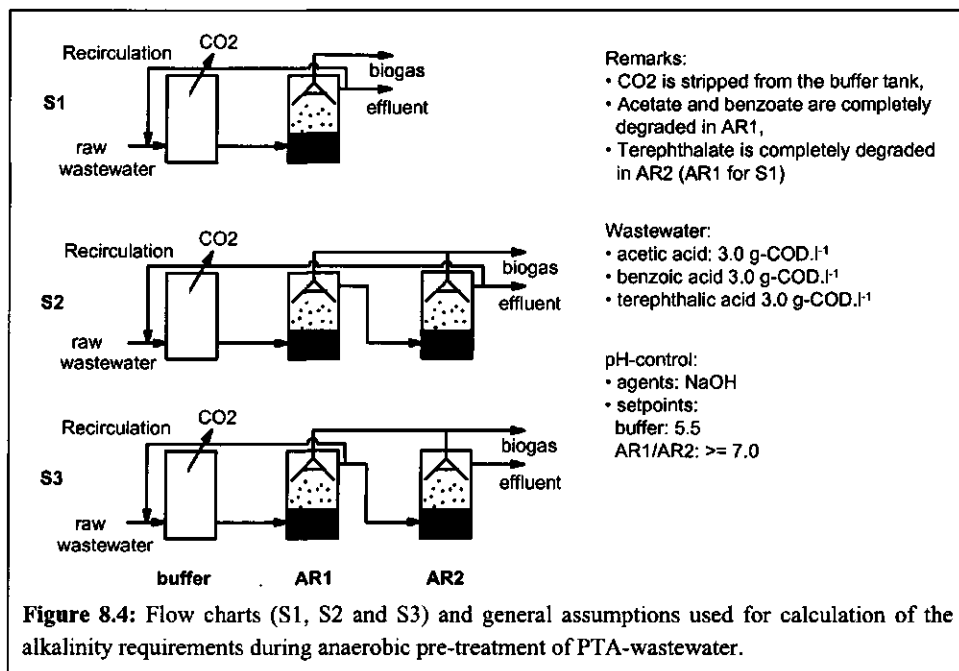 Recirculation
CO2
biogas
effluent
S1
raw
wastewater
Recirculation
CO2
biogas
effluent
S2
raw
wastewater
Recirculation
CO2
biogas
effluent
S3
raw
wastewater
buffer
AR1
AR2
Remarks:
• CO2 is stripped from the buffer tank,
• Acetate and benzoate are completely
degraded in AR1,
• Terephthalate is completely degraded
in AR2 (AR1 for S1)
Wastewater:
• acetic acid: 3.0 g-COD.l-1
• benzoic acid 3.0 g-COD.l-1
• terephthalic acid 3.0 g-COD.l-1
pH-control:
• agents: NaOH
• setpoints:
buffer: 5.5
AR1/AR2: >= 7.0
Figure 8.4: Flow charts (S1, S2 and S3) and general assumptions used for calculation of the
alkalinity requirements during anaerobic pre-treatment of PTA-wastewater.